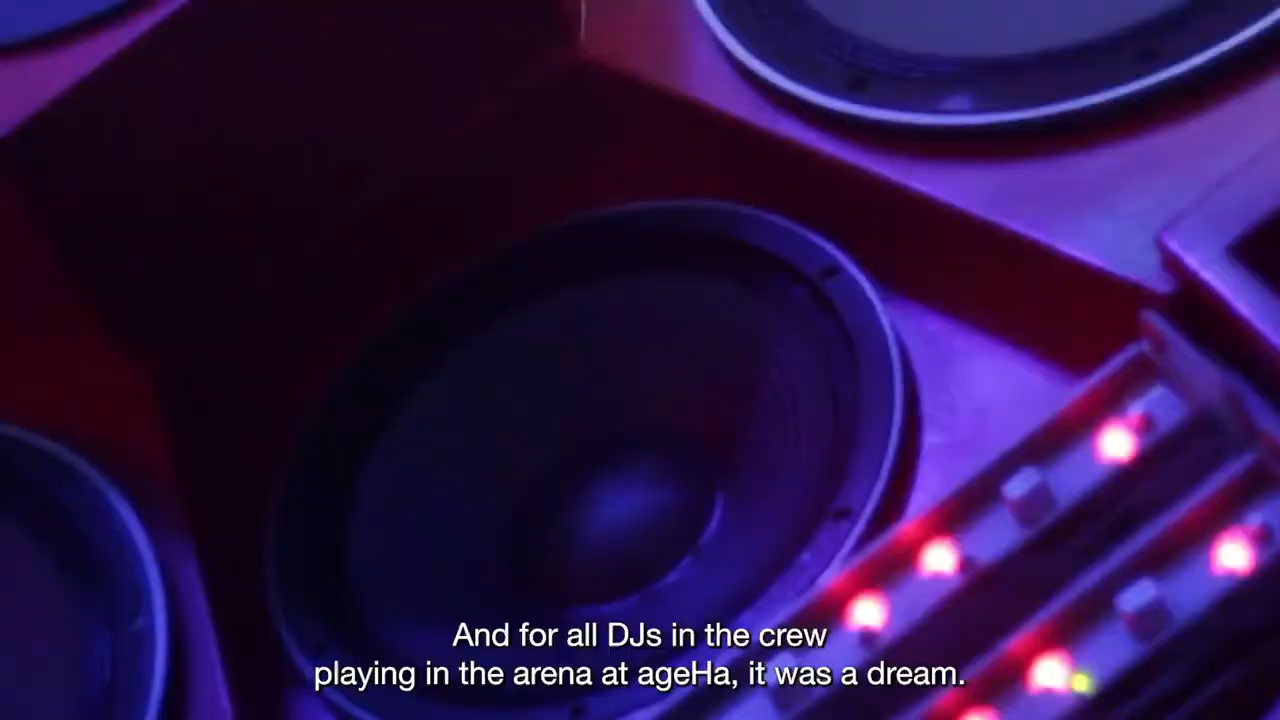 And for all DJs in the crew
playing in the arena at ageHa, it was a dream.